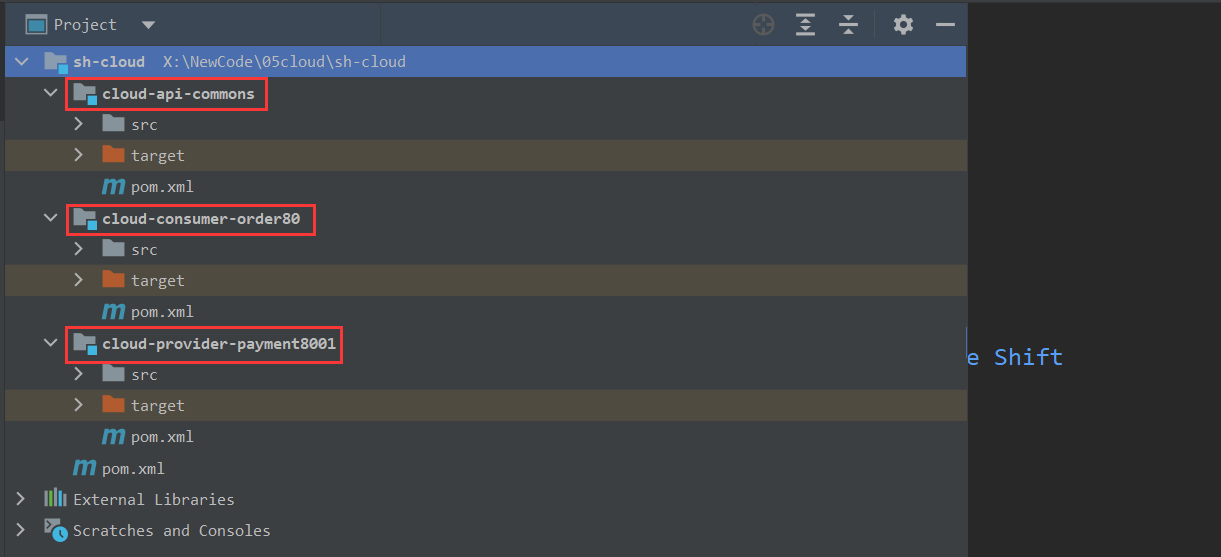 Project
sh-cloud X:\NewCode\05cloud\sh-cloud
cloud-api-commons
src
target
m pom.xml
cloud-consumer-order80
src
target
m pom.xml
cloud-provider-payment8001
src
e Shift
target
m pom.xml
m pom.xml
External Libraries
Scratches and Consoles